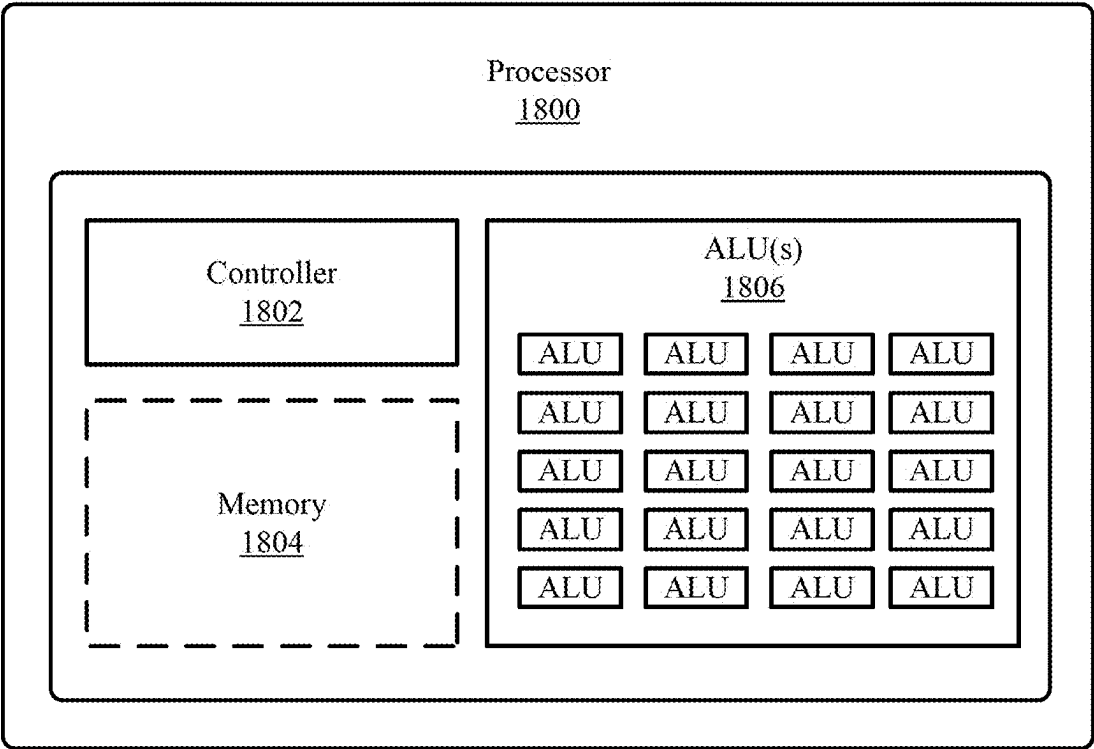 Processor
1800
Controller
1802
Memory
1804
ALU(s)
1806
ALU ALU ALU ALU
ALU ALU ALU ALU
ALU ALU ALU ALU
ALU ALU ALU ALU
ALU ALU ALU ALU